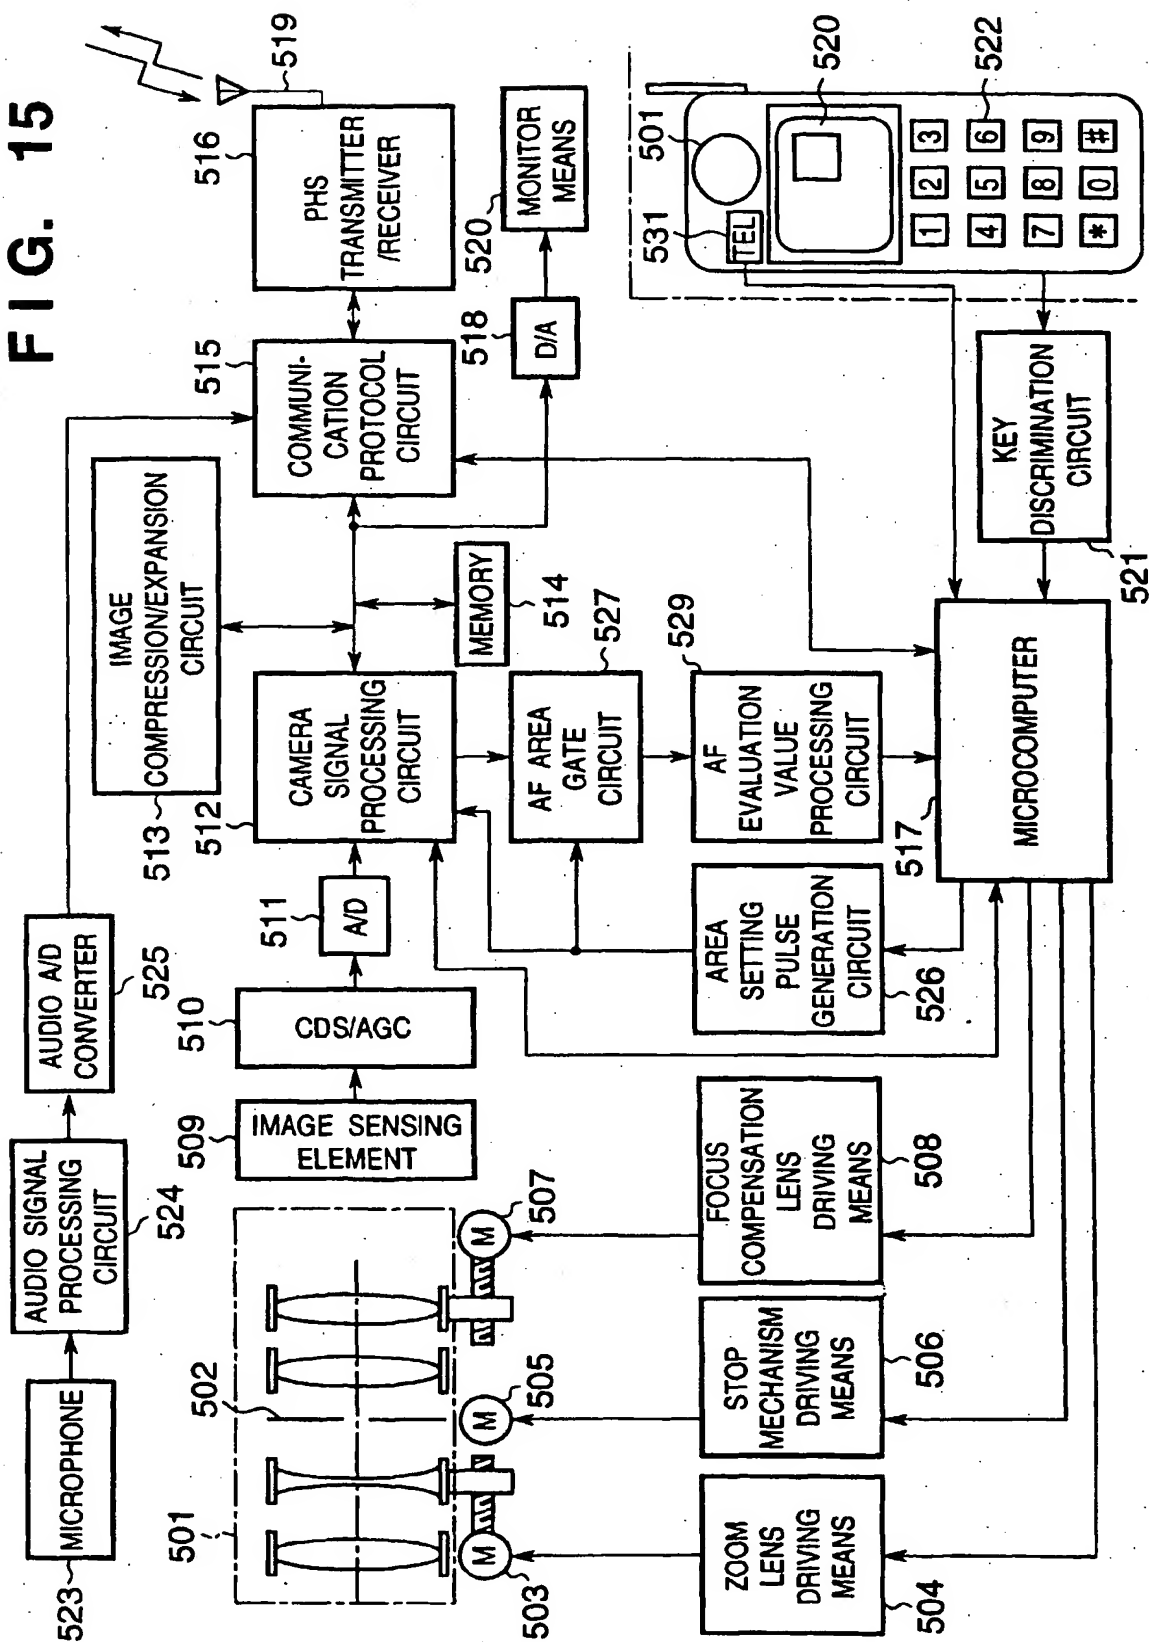 FIG. 15
523
MICROPHONE
AUDIO SIGNAL
PROCESSING
CIRCUIT
524
AUDIO A/D
CONVERTER
525
513
IMAGE
COMPRESSION/EXPANSION
CIRCUIT
501
502
503
M
505
M
507
M
509
IMAGE SENSING
ELEMENT
510
CDS/AGC
511
A/D
512
CAMERA
SIGNAL
PROCESSING
CIRCUIT
MEMORY
514
515
COMMUNI-
CATION
PROTOCOL
CIRCUIT
516
PHS
TRANSMITTER
/RECEIVER
519
518
D/A
520
MONITOR
MEANS
AF AREA
GATE
CIRCUIT
527
504
ZOOM
LENS
DRIVING
MEANS
506
STOP
MECHANISM
DRIVING
MEANS
508
FOCUS
COMPENSATION
LENS
DRIVING
MEANS
526
AREA
SETTING
PULSE
GENERATION
CIRCUIT
529
AF
EVALUATION
VALUE
PROCESSING
CIRCUIT
517
MICROCOMPUTER
521
KEY
DISCRIMINATION
CIRCUIT
531
TEL
501
520
522
1 2 3
4 5 6
7 8 9
* 0 #